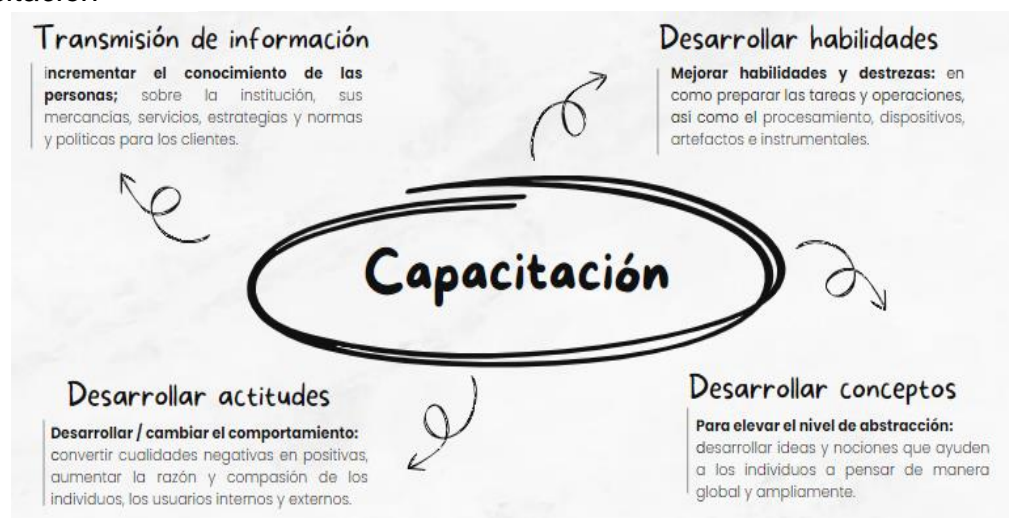 Transmisión de información
incrementar el conocimiento de las
personas; sobre la institución, sus
mercancías, servicios, estrategias y normas
y políticas para los clientes.
Desarrollar habilidades
Mejorar habilidades y destrezas: en
como preparar las tareas y operaciones,
así como el procesamiento, dispositivos,
artefactos e instrumentales.
Capacitación
Desarrollar actitudes
Desarrollar / cambiar el comportamiento:
convertir cualidades negativas en positivas,
aumentar la razón y compasión de los
individuos, los usuarios internos y externos.
Desarrollar conceptos
Para elevar el nivel de abstracción:
desarrollar ideas y nociones que ayuden
a los individuos a pensar de manera
global y ampliamente.